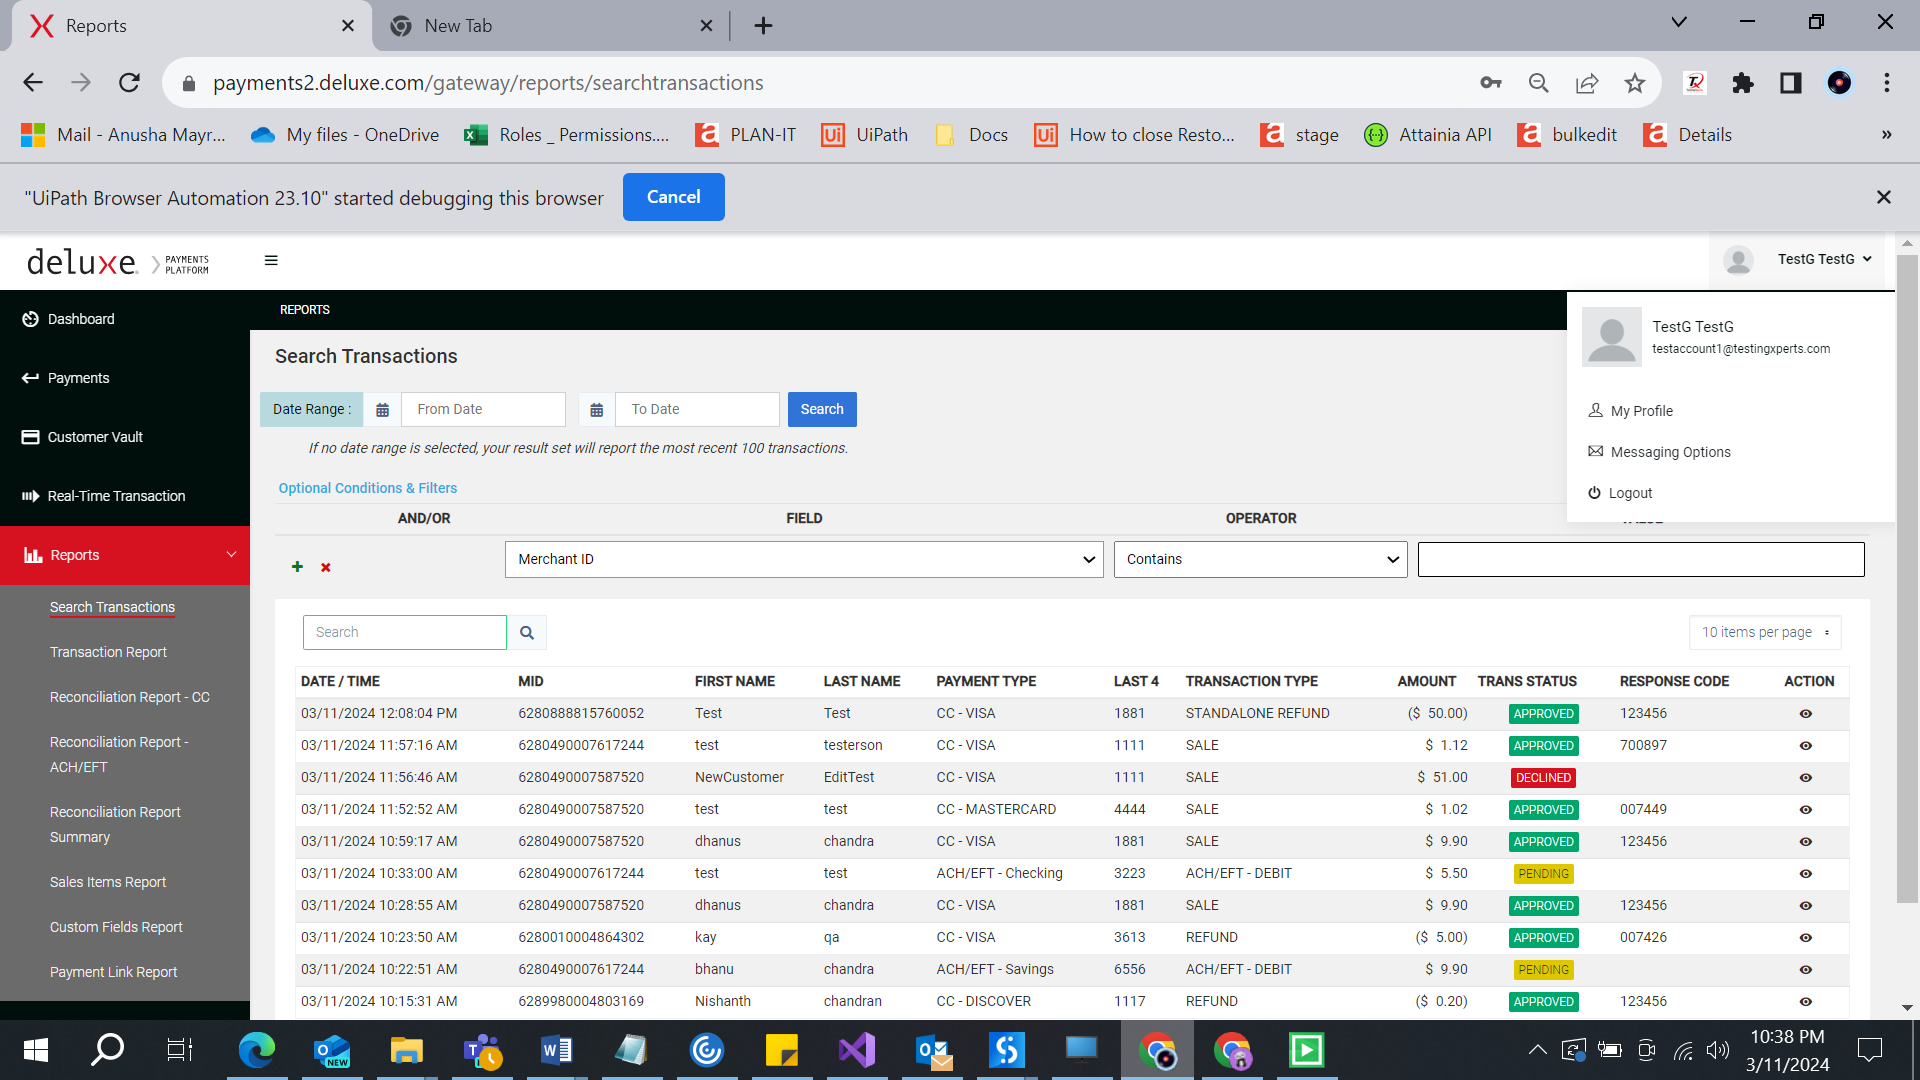 Reports
New Tab
payments2.deluxe.com/gateway/reports/searchtransactions
Mail - Anusha Mayr...
My files - OneDrive
Roles _ Permissions....
PLAN-IT
UiPath
Docs
How to close Resto...
stage
Attainia API
bulkedit
Details
»
"UiPath Browser Automation 23.10" started debugging this browser
Cancel
deluxe. PAYMENTS PLATFORM
TestG TestG
Dashboard
Payments
Customer Vault
Real-Time Transaction
Reports
Search Transactions
Transaction Report
Reconciliation Report - CC
Reconciliation Report -
ACH/EFT
Reconciliation Report
Summary
Sales Items Report
Custom Fields Report
Payment Link Report
REPORTS
TestG TestG
testaccount1@testingxperts.com
My Profile
Messaging Options
Logout
Search Transactions
Date Range : From Date To Date Search
If no date range is selected, your result set will report the most recent 100 transactions.
Optional Conditions & Filters
AND/OR FIELD OPERATOR
Merchant ID Contains
Search
10 items per page
DATE / TIME MID FIRST NAME LAST NAME PAYMENT TYPE LAST 4 TRANSACTION TYPE AMOUNT TRANS STATUS RESPONSE CODE ACTION
03/11/2024 12:08:04 PM 6280888815760052 Test Test CC - VISA 1881 STANDALONE REFUND ($ 50.00) APPROVED 123456
03/11/2024 11:57:16 AM 6280490007617244 test testerson CC - VISA 1111 SALE $ 1.12 APPROVED 700897
03/11/2024 11:56:46 AM 6280490007587520 NewCustomer EditTest CC - VISA 1111 SALE $ 51.00 DECLINED
03/11/2024 11:52:52 AM 6280490007587520 test test CC - MASTERCARD 4444 SALE $ 1.02 APPROVED 007449
03/11/2024 10:59:17 AM 6280490007587520 dhanus chandra CC - VISA 1881 SALE $ 9.90 APPROVED 123456
03/11/2024 10:33:00 AM 6280490007617244 test test ACH/EFT - Checking 3223 ACH/EFT - DEBIT $ 5.50 PENDING
03/11/2024 10:28:55 AM 6280490007587520 dhanus chandra CC - VISA 1881 SALE $ 9.90 APPROVED 123456
03/11/2024 10:23:50 AM 6280010004864302 kay qa CC - VISA 3613 REFUND ($ 5.00) APPROVED 007426
03/11/2024 10:22:51 AM 6280490007617244 bhanu chandra ACH/EFT - Savings 6556 ACH/EFT - DEBIT $ 9.90 PENDING
03/11/2024 10:15:31 AM 6289980004803169 Nishanth chandran CC - DISCOVER 1117 REFUND ($ 0.20) APPROVED 123456
NEW
10:38 PM
3/11/2024